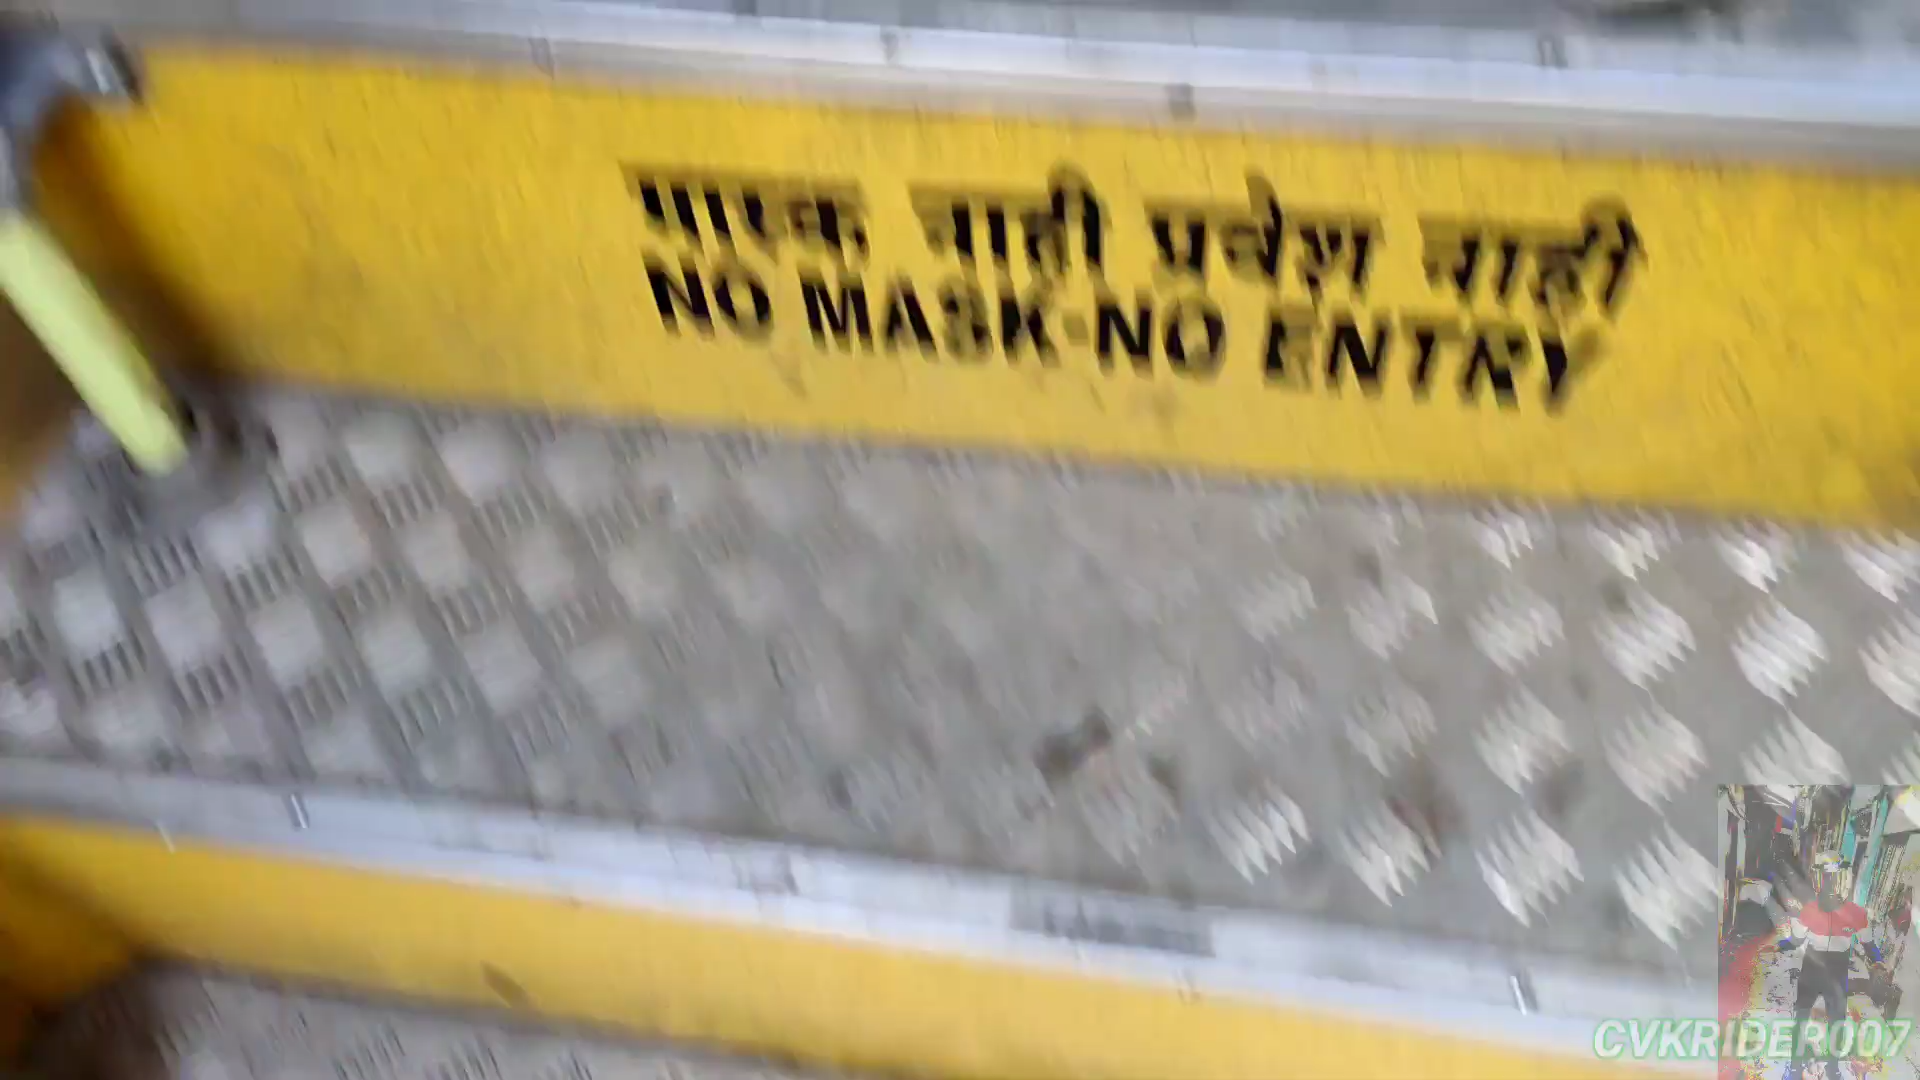 मास्क नाही प्रवेश नाही
NO MASK-NO ENTRY
CVKRIDER007